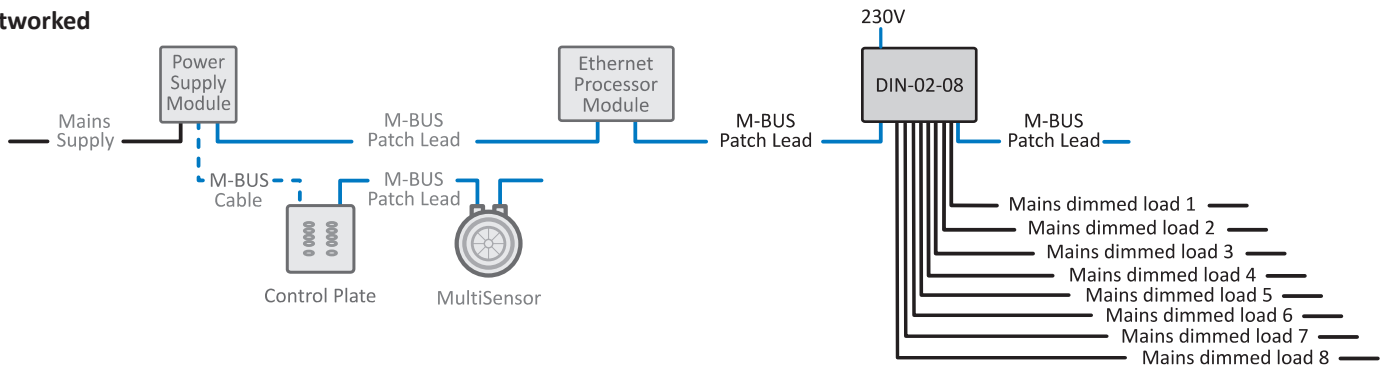 tworked
230V
Power
Supply
Module
Ethernet
Processor
Module
DIN-02-08
Mains
Supply
M-BUS
Patch Lead
M-BUS
Patch Lead
M-BUS
Patch Lead
M-BUS
Cable
M-BUS
Patch Lead
Control Plate
MultiSensor
Mains dimmed load 1
Mains dimmed load 2
Mains dimmed load 3
Mains dimmed load 4
Mains dimmed load 5
Mains dimmed load 6
Mains dimmed load 7
Mains dimmed load 8